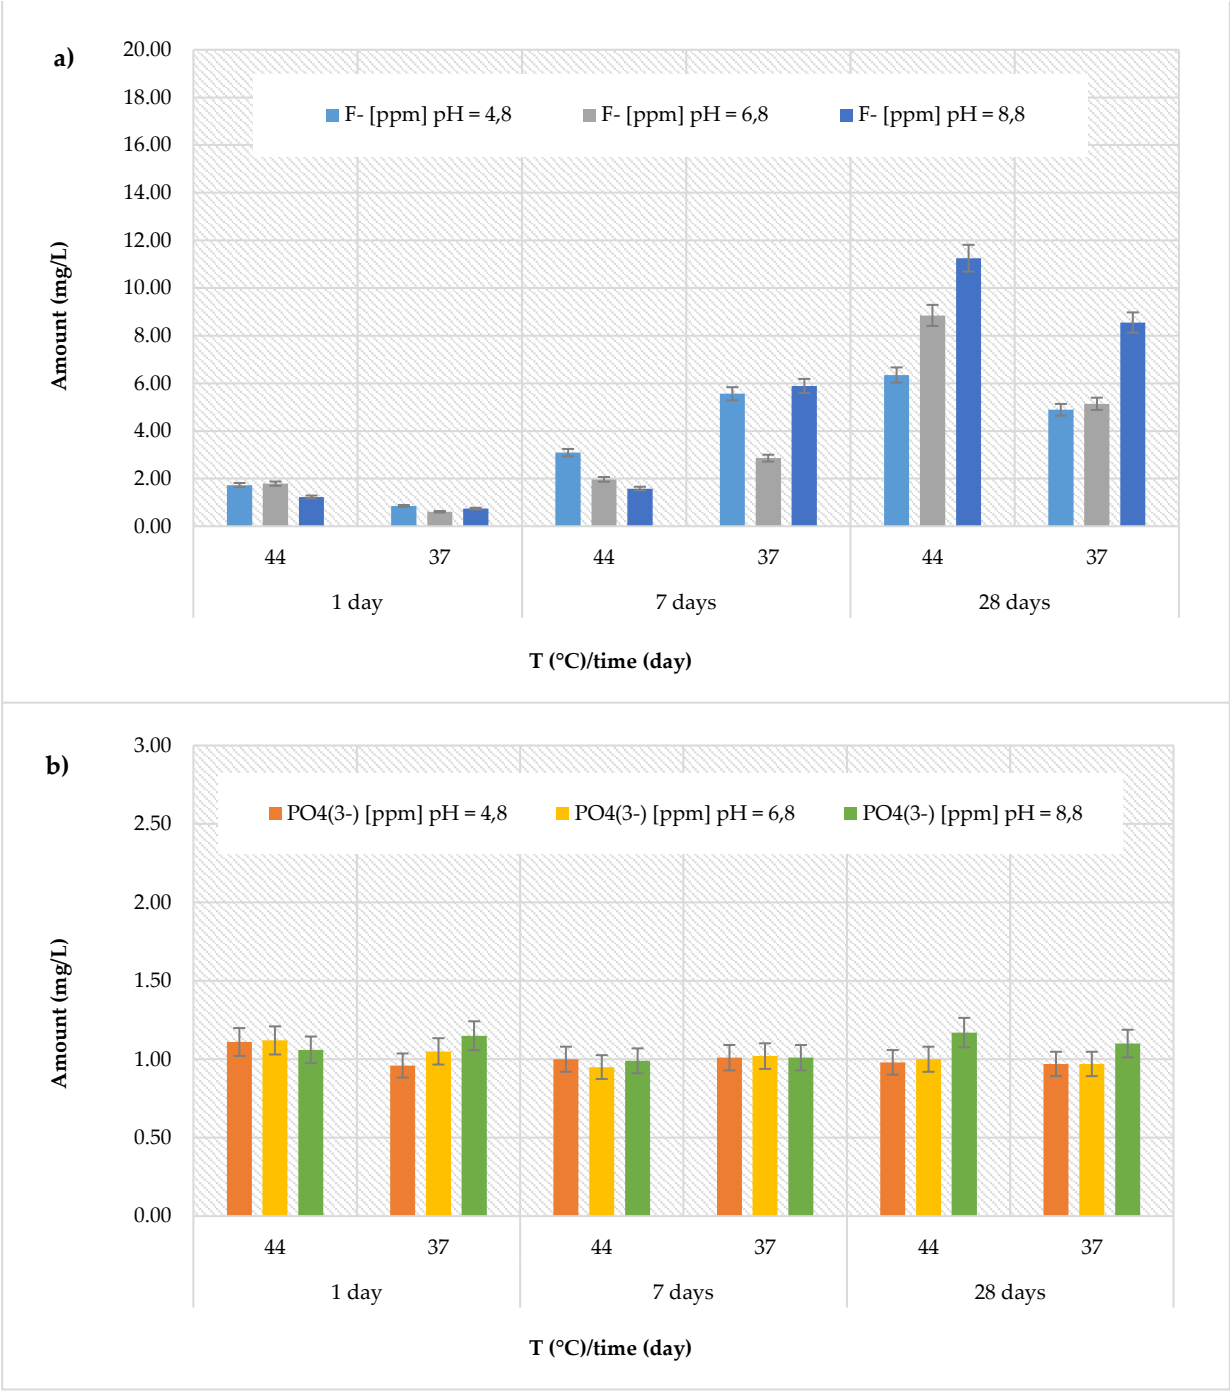 a)
20.00
18.00
16.00
14.00
12.00
10.00
8.00
6.00
4.00
2.00
0.00
Amount (mg/L)
F- [ppm] pH = 4,8 F- [ppm] pH = 6,8 F- [ppm] pH = 8,8
44 37 44 37 44 37
1 day 7 days 28 days
T (°C)/time (day)
b)
3.00
2.50
2.00
1.50
1.00
0.50
0.00
Amount (mg/L)
PO4(3-) [ppm] pH = 4,8 PO4(3-) [ppm] pH = 6,8 PO4(3-) [ppm] pH = 8,8
44 37 44 37 44 37
1 day 7 days 28 days
T (°C)/time (day)